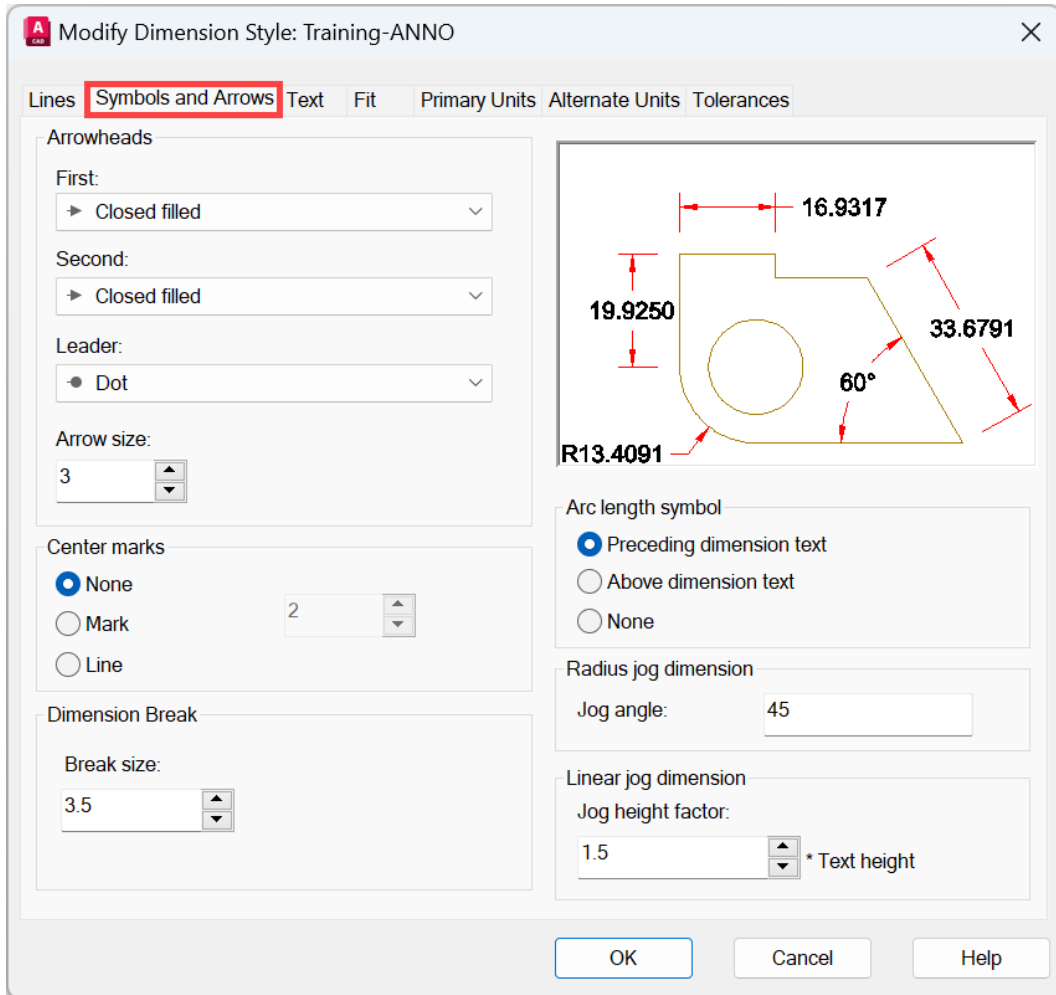 A
CAD
Modify Dimension Style: Training-ANNO
Lines Symbols and Arrows Text Fit Primary Units Alternate Units Tolerances
Arrowheads
First:
Closed filled
Second:
Closed filled
Leader:
Dot
Arrow size:
3
Center marks
None
Mark
2
Line
Dimension Break
Break size:
3.5
16.9317
19.9250
33.6791
60°
R13.4091
Arc length symbol
Preceding dimension text
Above dimension text
None
Radius jog dimension
Jog angle: 45
Linear jog dimension
Jog height factor:
1.5 * Text height
OK Cancel Help